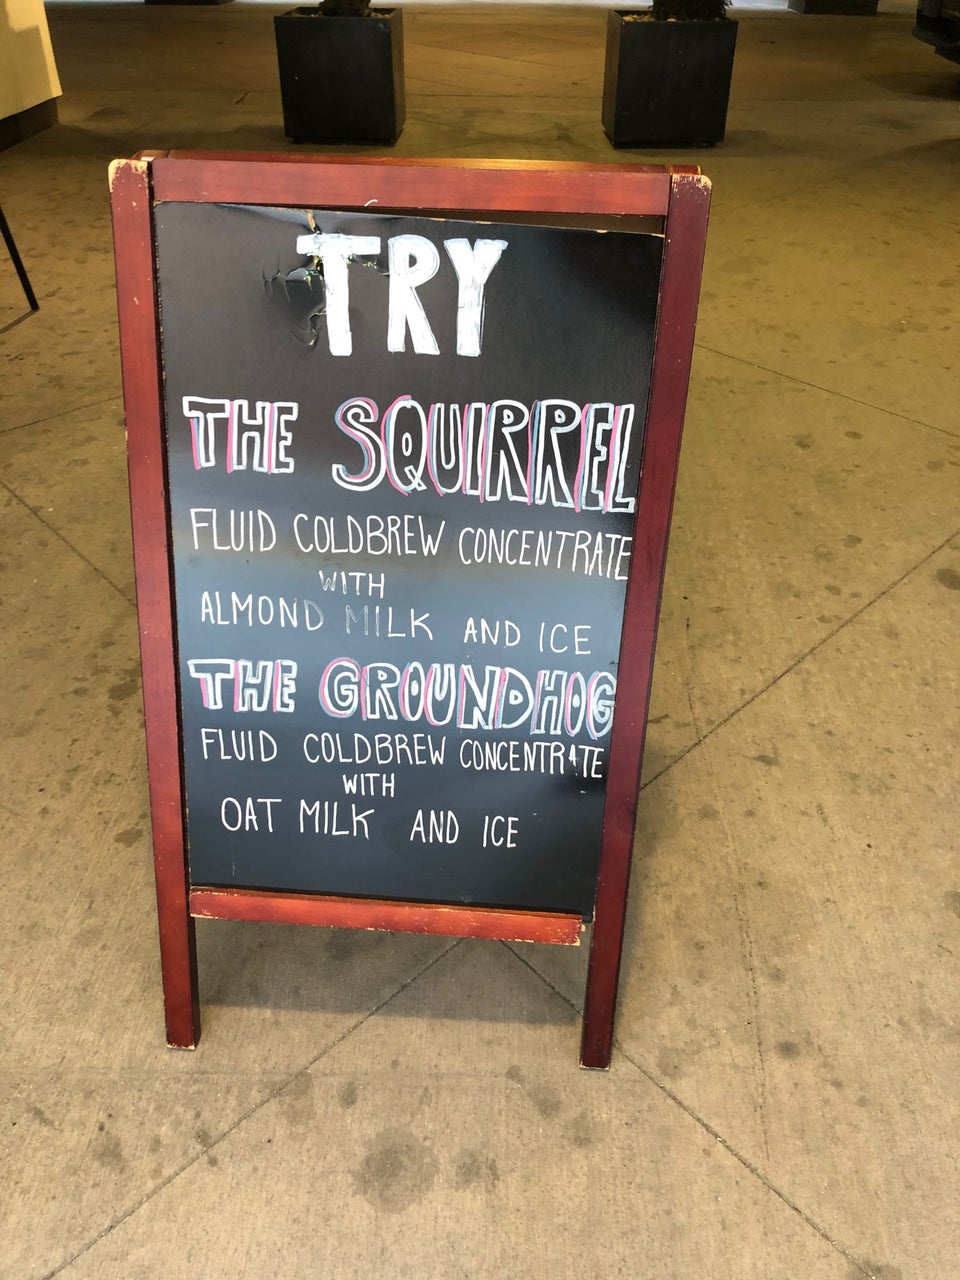 TRY
THE SQUIRREL
FLUID COLDBREW CONCENTRATE
WITH
ALMOND MILK AND ICE
THE GROUNDHOG
FLUID COLDBREW CONCENTRATE
WITH
OAT MILK AND ICE